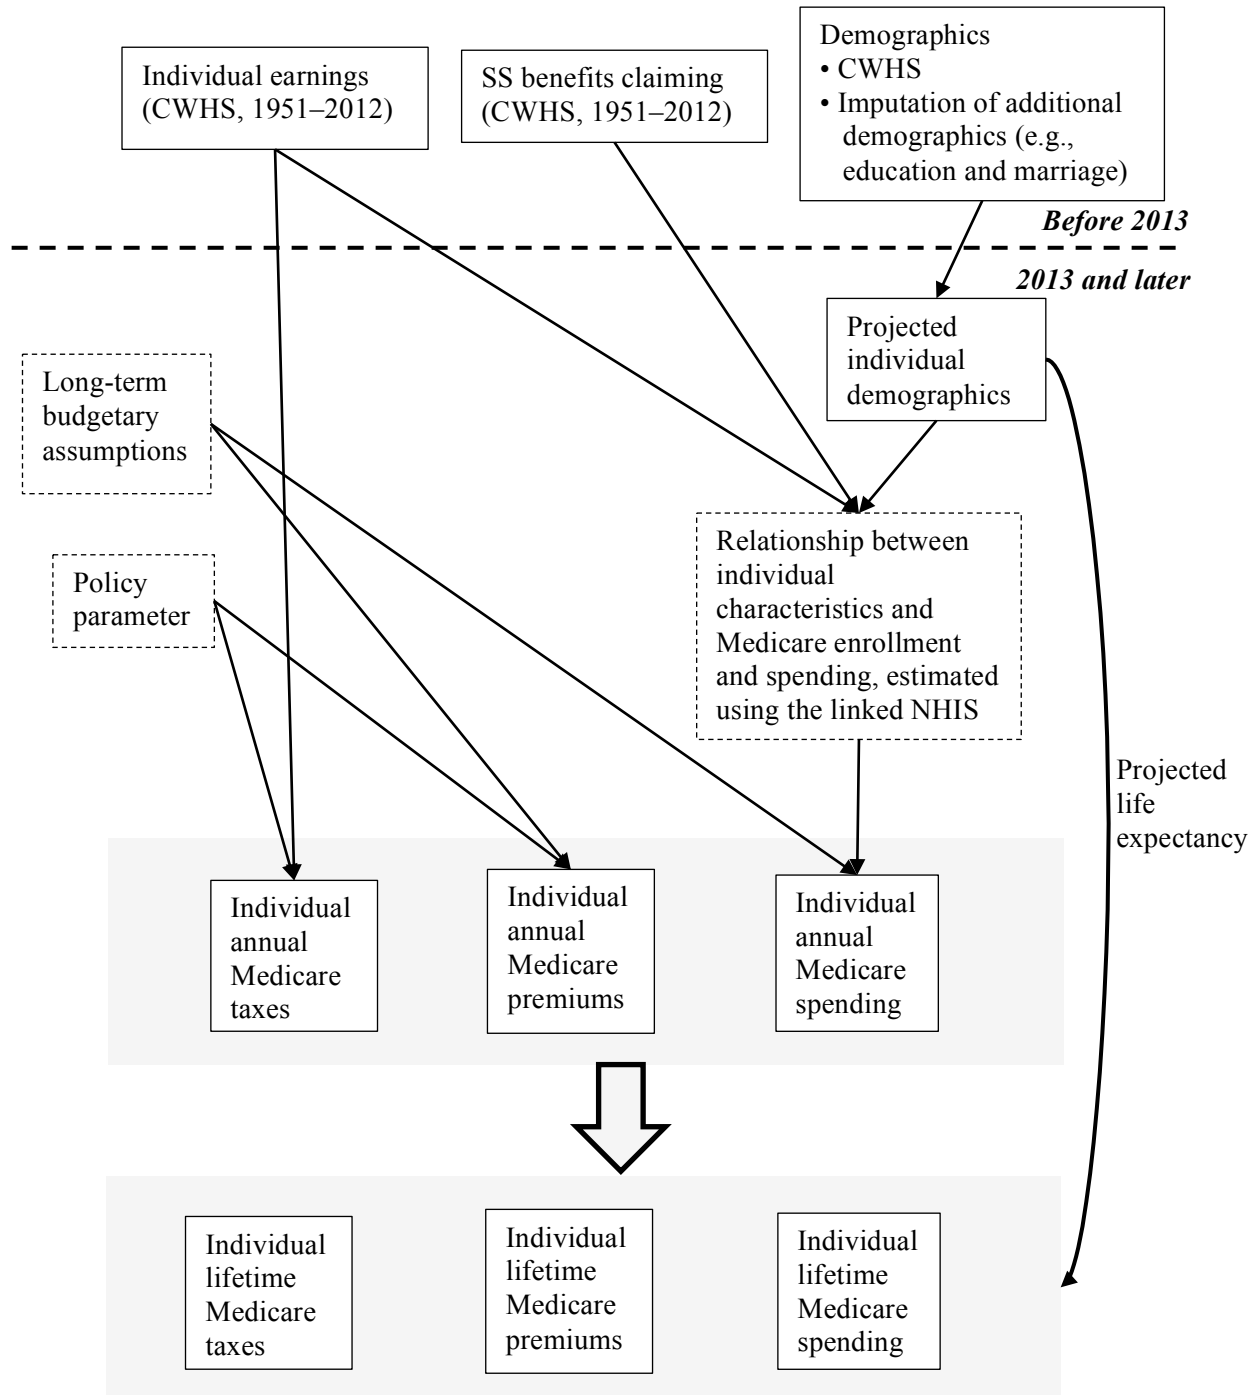 Individual earnings
(CWHS, 1951–2012)
SS benefits claiming
(CWHS, 1951–2012)
Demographics
• CWHS
• Imputation of additional
demographics (e.g.,
education and marriage)
Before 2013
2013 and later
Projected
individual
demographics
Long-term
budgetary
assumptions
Policy
parameter
Relationship between
individual
characteristics and
Medicare enrollment
and spending, estimated
using the linked NHIS
Projected
life
expectancy
Individual
annual
Medicare
taxes
Individual
annual
Medicare
premiums
Individual
annual
Medicare
spending
Individual
lifetime
Medicare
taxes
Individual
lifetime
Medicare
premiums
Individual
lifetime
Medicare
spending